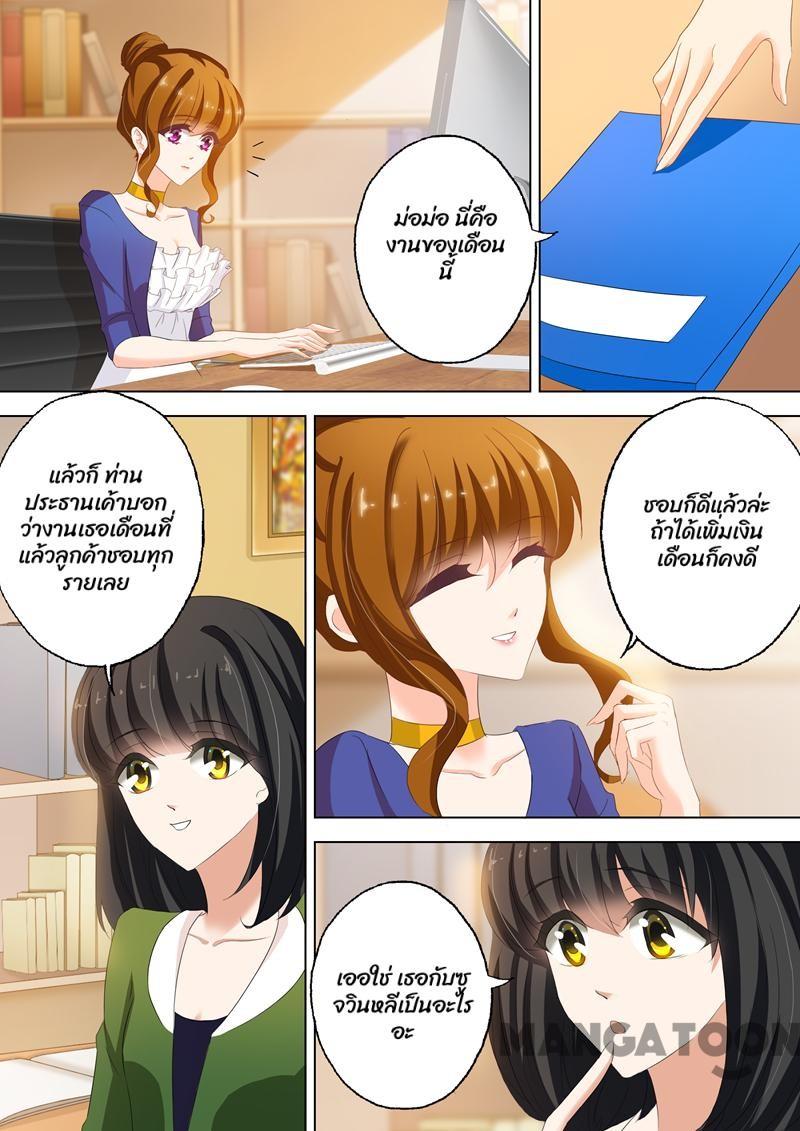 ม่อม่อ นี่คือ
งานของเดือน
นี้
แล้วก็ ท่าน
ประธานเค้าบอก
ว่างานเธอเดือนที่
แล้วลูกค้าชอบทุก
รายเลย
ชอบก็ดีแล้วล่ะ
ถ้าได้เพิ่มเงิน
เดือนก็คงดี
เออใช่ เธอกับซู
จวินหลีเป็นอะไร
อะ
MANGATOON